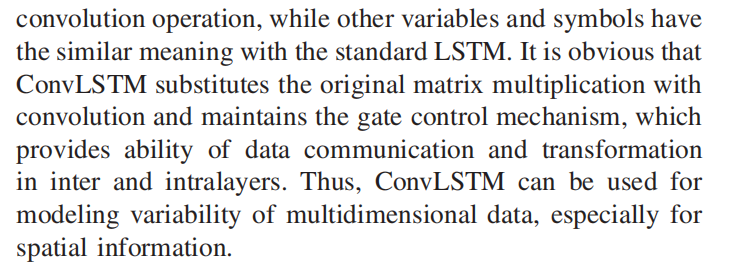 convolution operation, while other variables and symbols have
the similar meaning with the standard LSTM. It is obvious that
ConvLSTM substitutes the original matrix multiplication with
convolution and maintains the gate control mechanism, which
provides ability of data communication and transformation
in inter and intralayers. Thus, ConvLSTM can be used for
modeling variability of multidimensional data, especially for
spatial information.